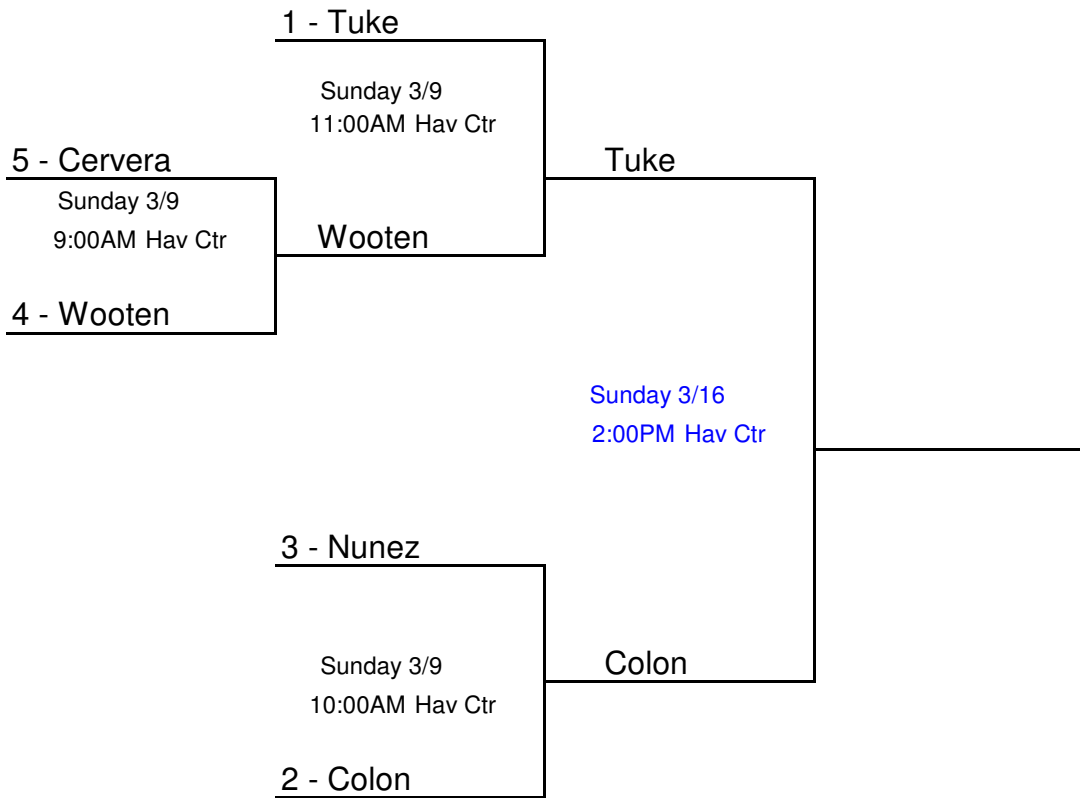 1 - Tuke
Sunday 3/9
11:00AM Hav Ctr
5 - Cervera
Tuke
Sunday 3/9
9:00AM Hav Ctr
Wooten
4 - Wooten
Sunday 3/16
2:00PM Hav Ctr
3 - Nunez
Sunday 3/9
10:00AM Hav Ctr
Colon
2 - Colon